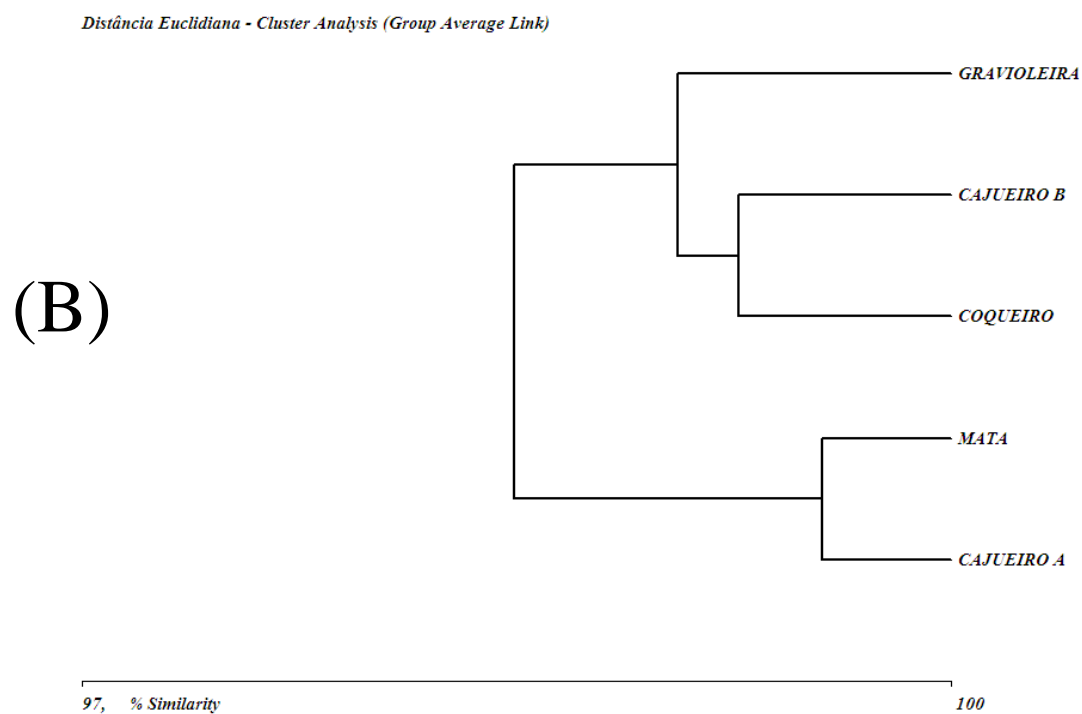 Distância Euclidiana - Cluster Analysis (Group Average Link)
GRAVIOLEIRA
CAJUEIRO B
(B)
COQUEIRO
MATA
CAJUEIRO A
97, % Similarity 100